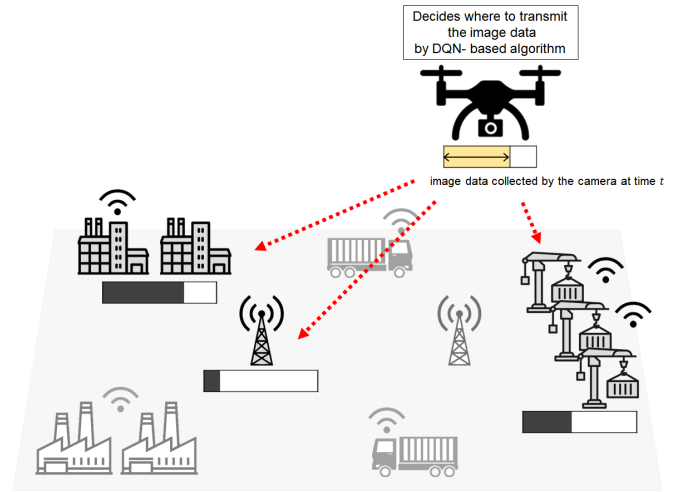 Decides where to transmit
the image data
by DQN- based algorithm
image data collected by the camera at time t